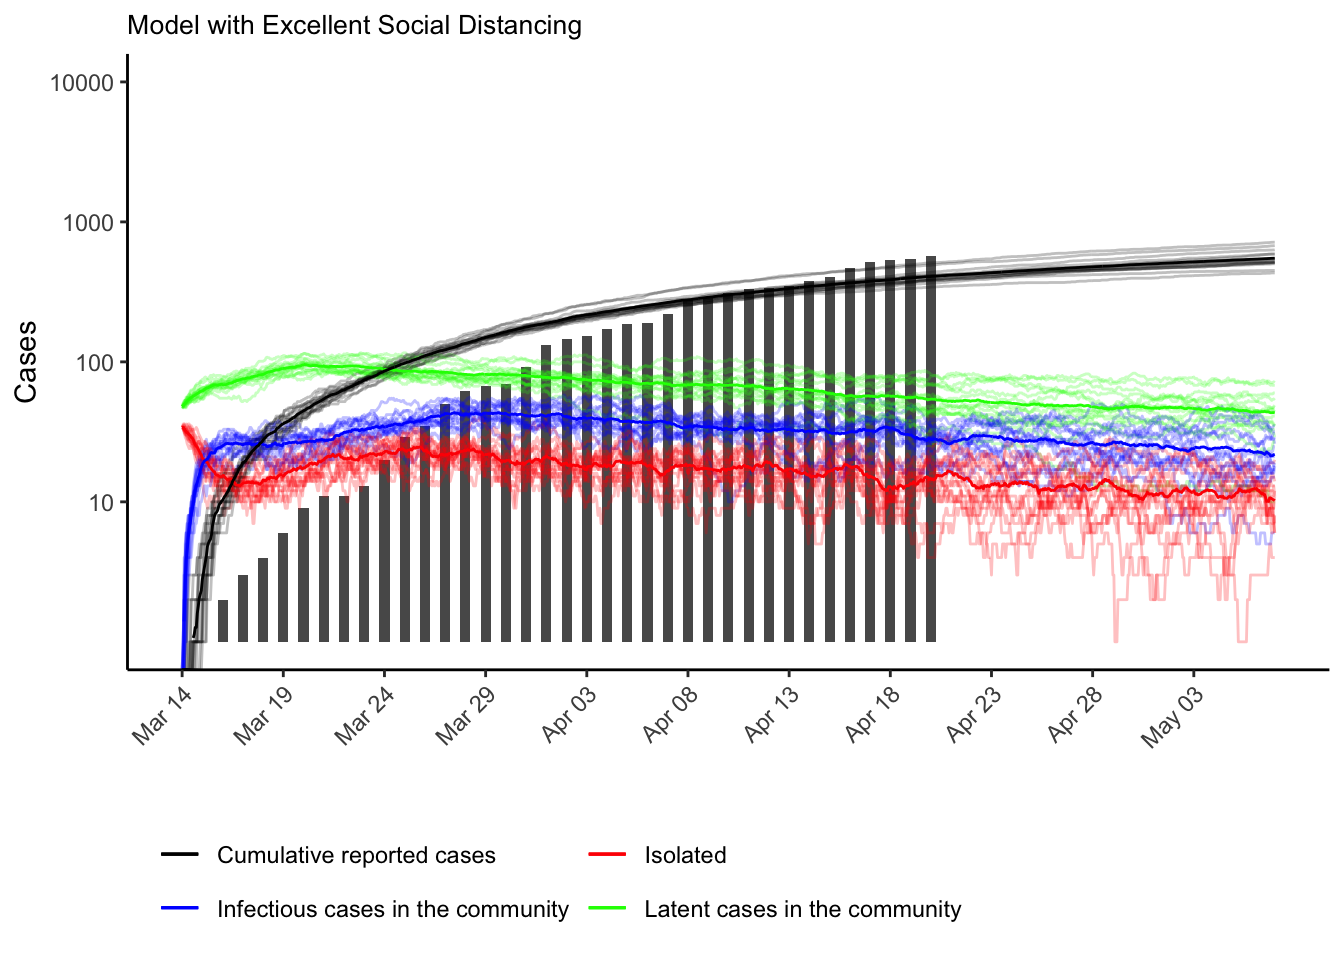 Model with Excellent Social Distancing
10000
1000
100
10
Cases
Mar 14
Mar 19
Mar 24
Mar 29
Apr 03
Apr 08
Apr 13
Apr 18
Apr 23
Apr 28
May 03
Cumulative reported cases
Isolated
Infectious cases in the community
Latent cases in the community